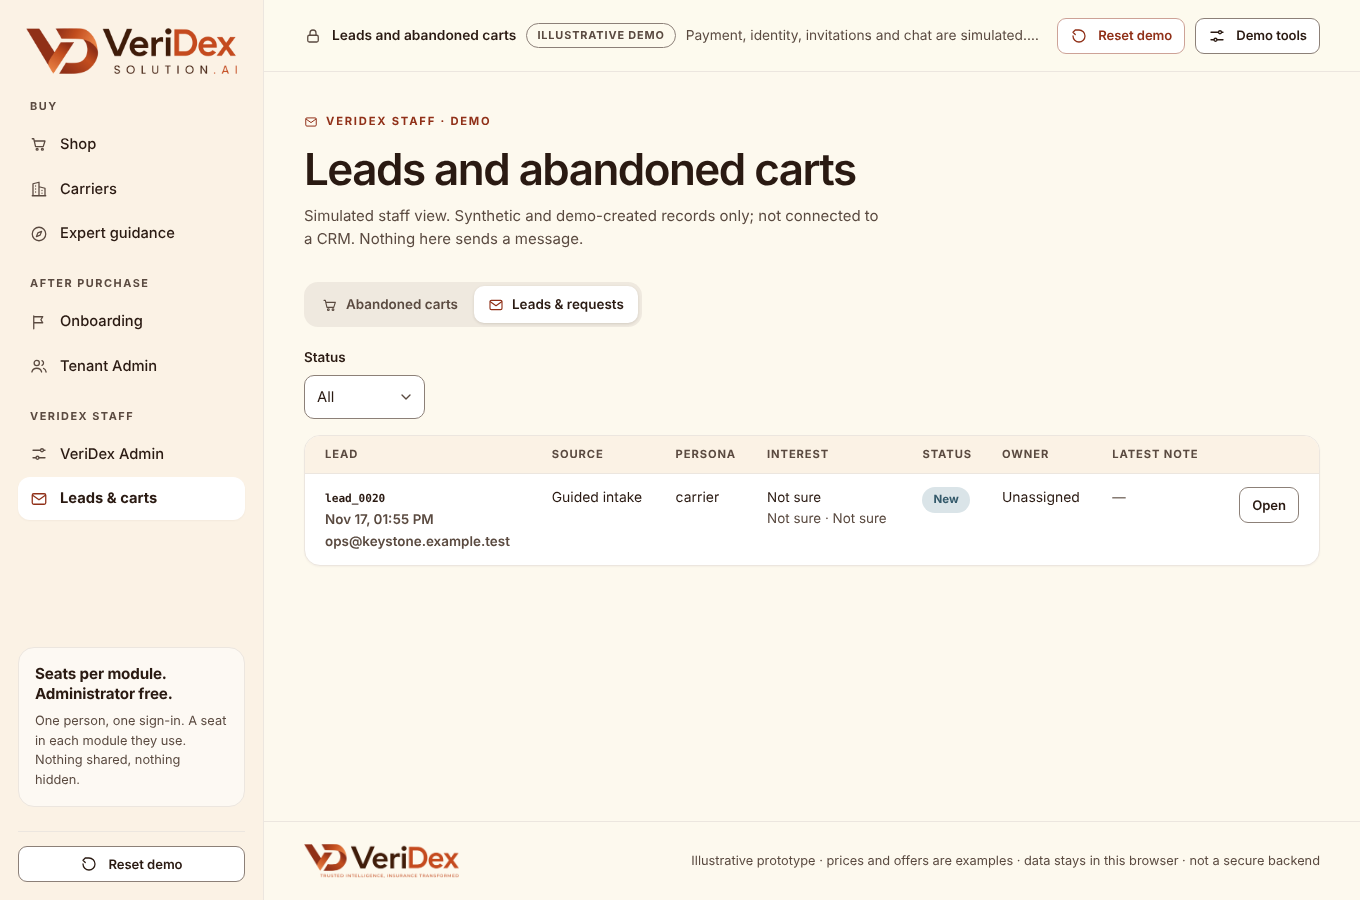 VeriDex
SOLUTION.AI
BUY
Shop
Carriers
Expert guidance
AFTER PURCHASE
Onboarding
Tenant Admin
VERIDEX STAFF
VeriDex Admin
Leads & carts
Seats per module.
Administrator free.
One person, one sign-in. A seat
in each module they use.
Nothing shared, nothing
hidden.
Reset demo
Leads and abandoned carts
ILLUSTRATIVE DEMO
Payment, identity, invitations and chat are simulated....
Reset demo
Demo tools
VERIDEX STAFF · DEMO
Leads and abandoned carts
Simulated staff view. Synthetic and demo-created records only; not connected to
a CRM. Nothing here sends a message.
Abandoned carts
Leads & requests
Status
All
LEAD SOURCE PERSONA INTEREST STATUS OWNER LATEST NOTE
lead_0020 Guided intake carrier Not sure New Unassigned — Open
Nov 17, 01:55 PM Not sure · Not sure
ops@keystone.example.test
VeriDex
TRUSTED INTELLIGENCE, INSURANCE TRANSFORMED
Illustrative prototype · prices and offers are examples · data stays in this browser · not a secure backend